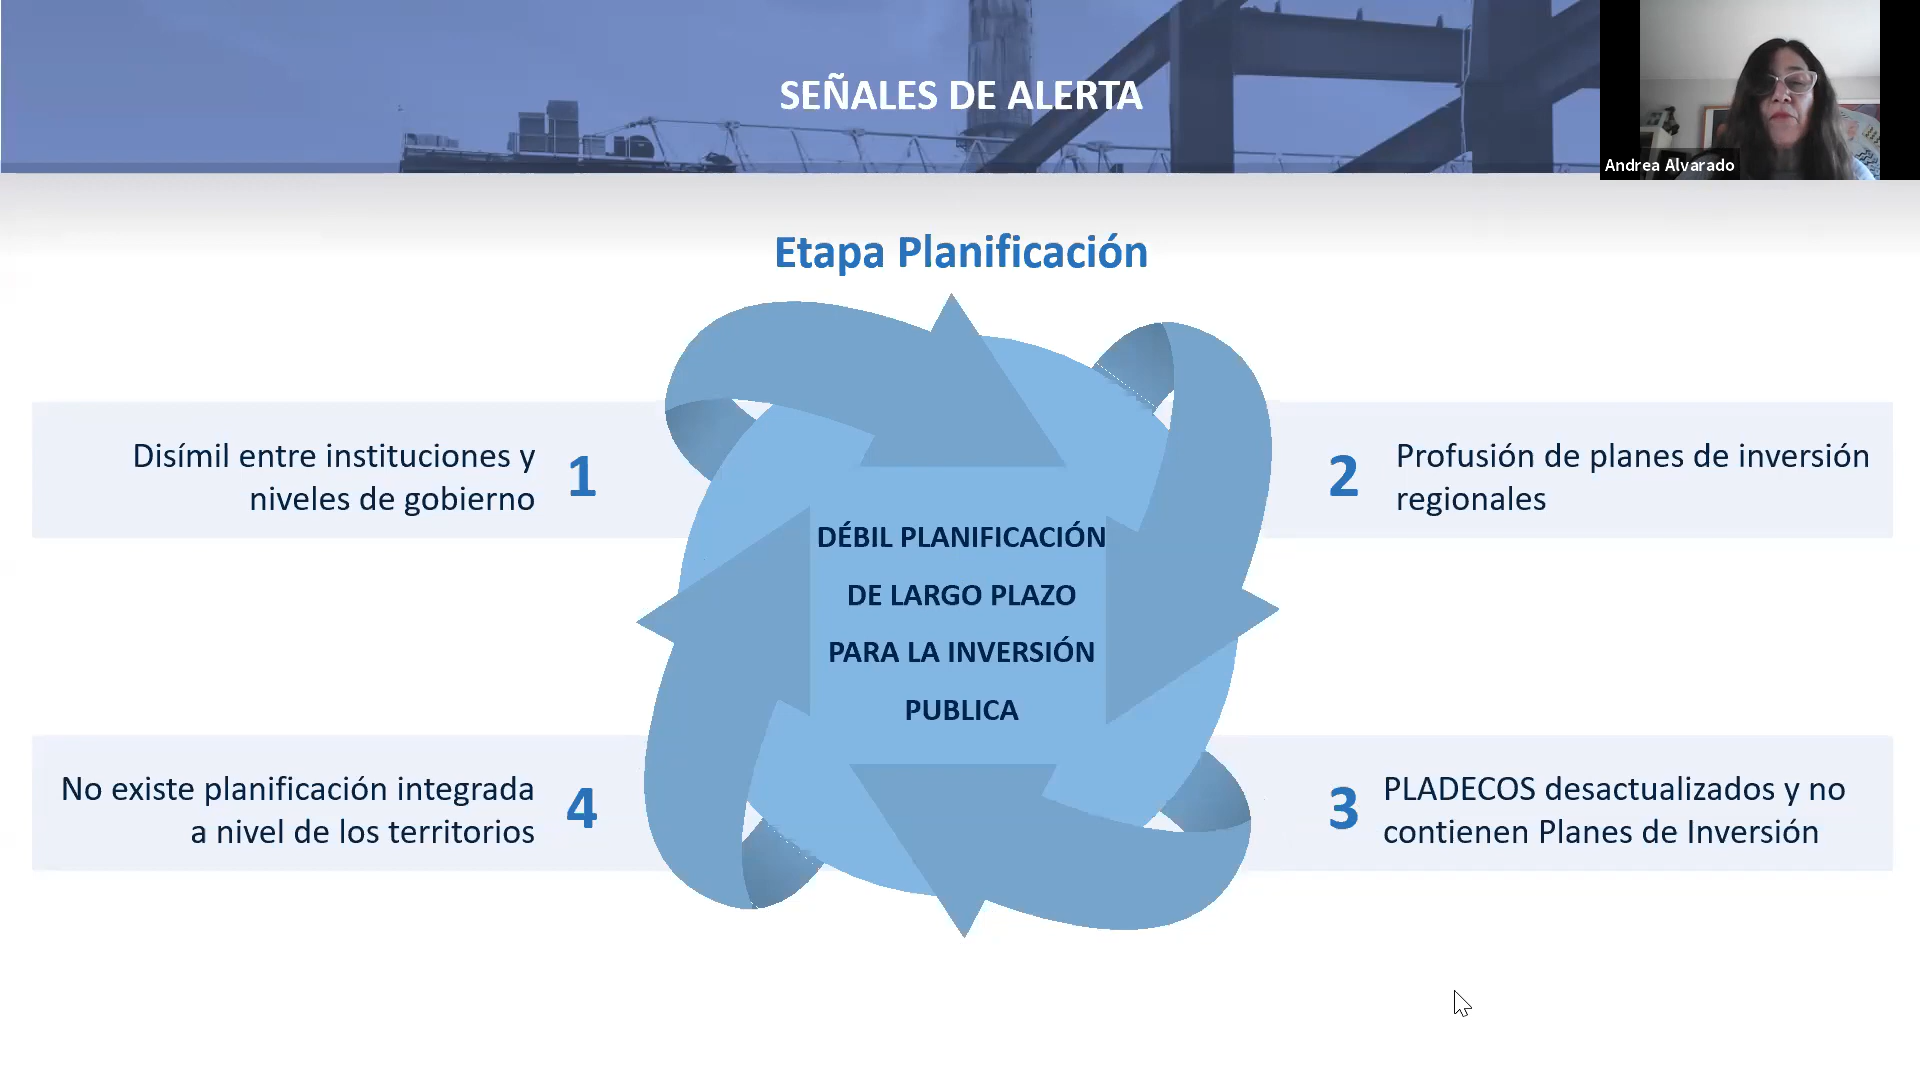 SEÑALES DE ALERTA
Andrea Alvarado
Etapa Planificación
Disímil entre instituciones y
niveles de gobierno
1
2
Profusión de planes de inversión
regionales
DÉBIL PLANIFICACIÓN
DE LARGO PLAZO
PARA LA INVERSIÓN
PUBLICA
No existe planificación integrada
a nivel de los territorios
4
3
PLADECOS desactualizados y no
contienen Planes de Inversión